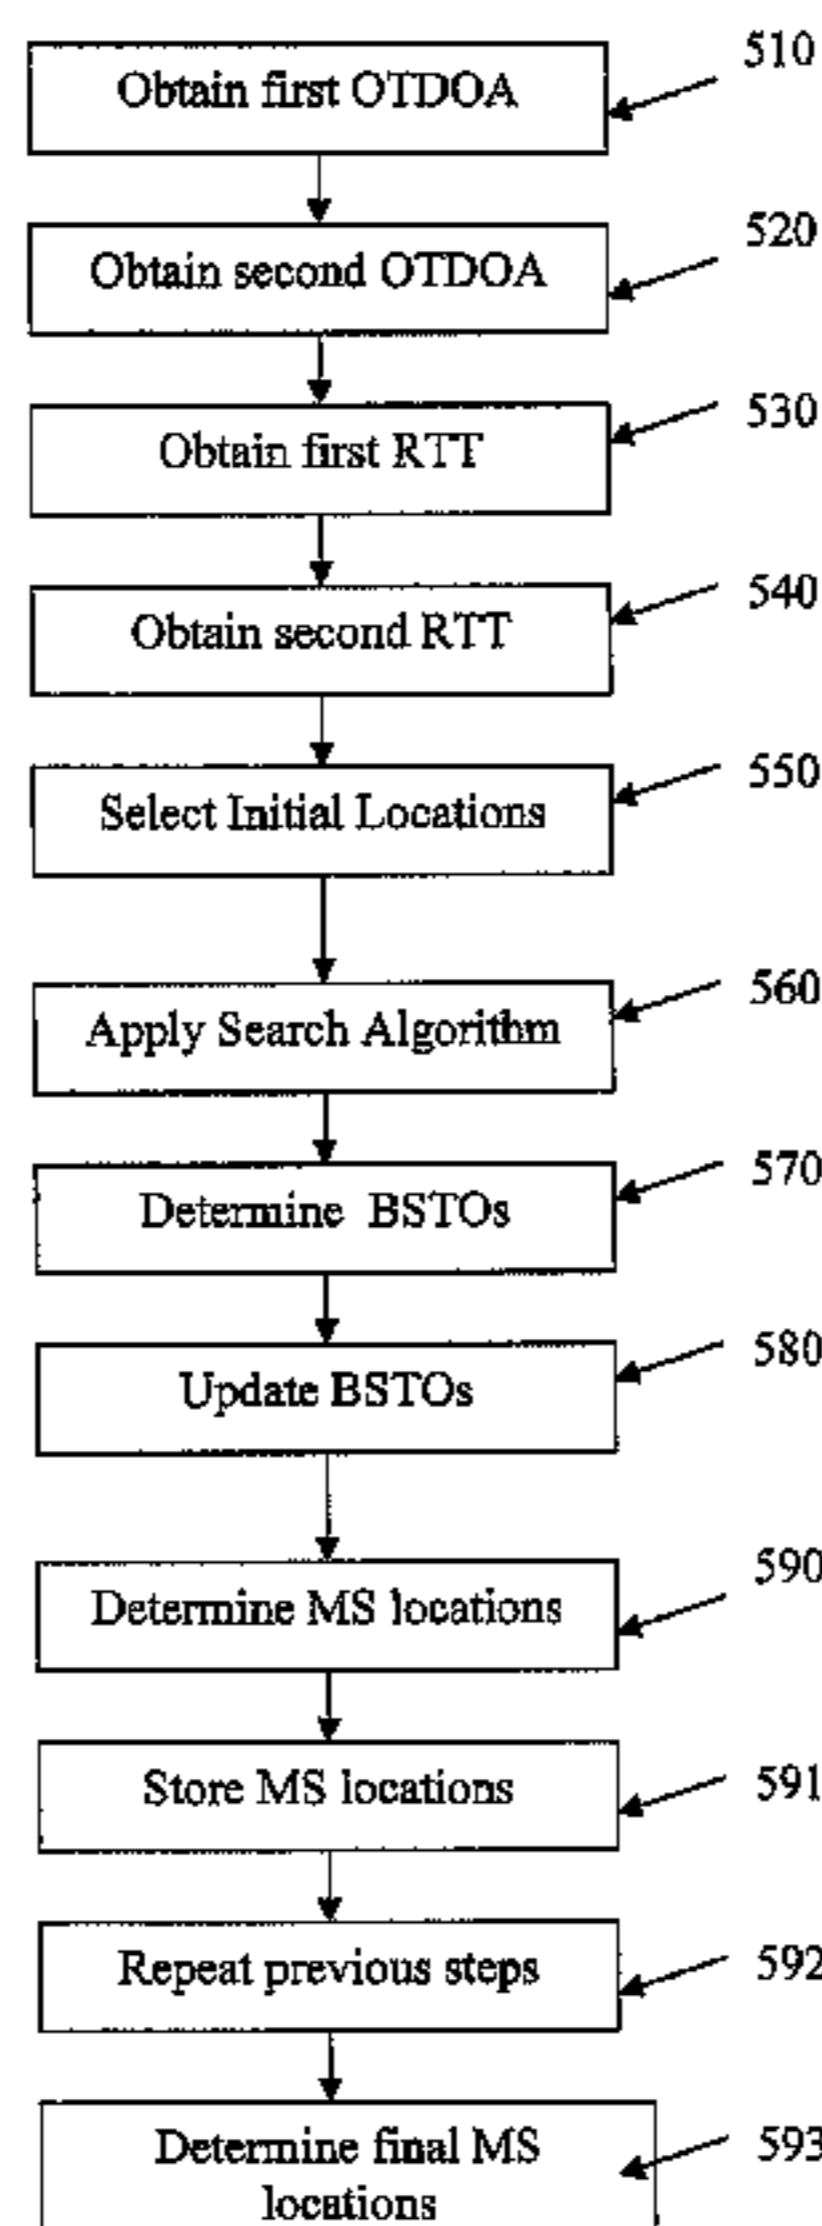 Obtain first OTDOA
510
Obtain second OTDOA
520
Obtain first RTT
530
Obtain second RTT
540
Select Initial Locations
550
Apply Search Algorithm
560
Determine BSTOs
570
Update BSTOs
580
Determine MS locations
590
Store MS locations
591
Repeat previous steps
592
Determine final MS
locations
593